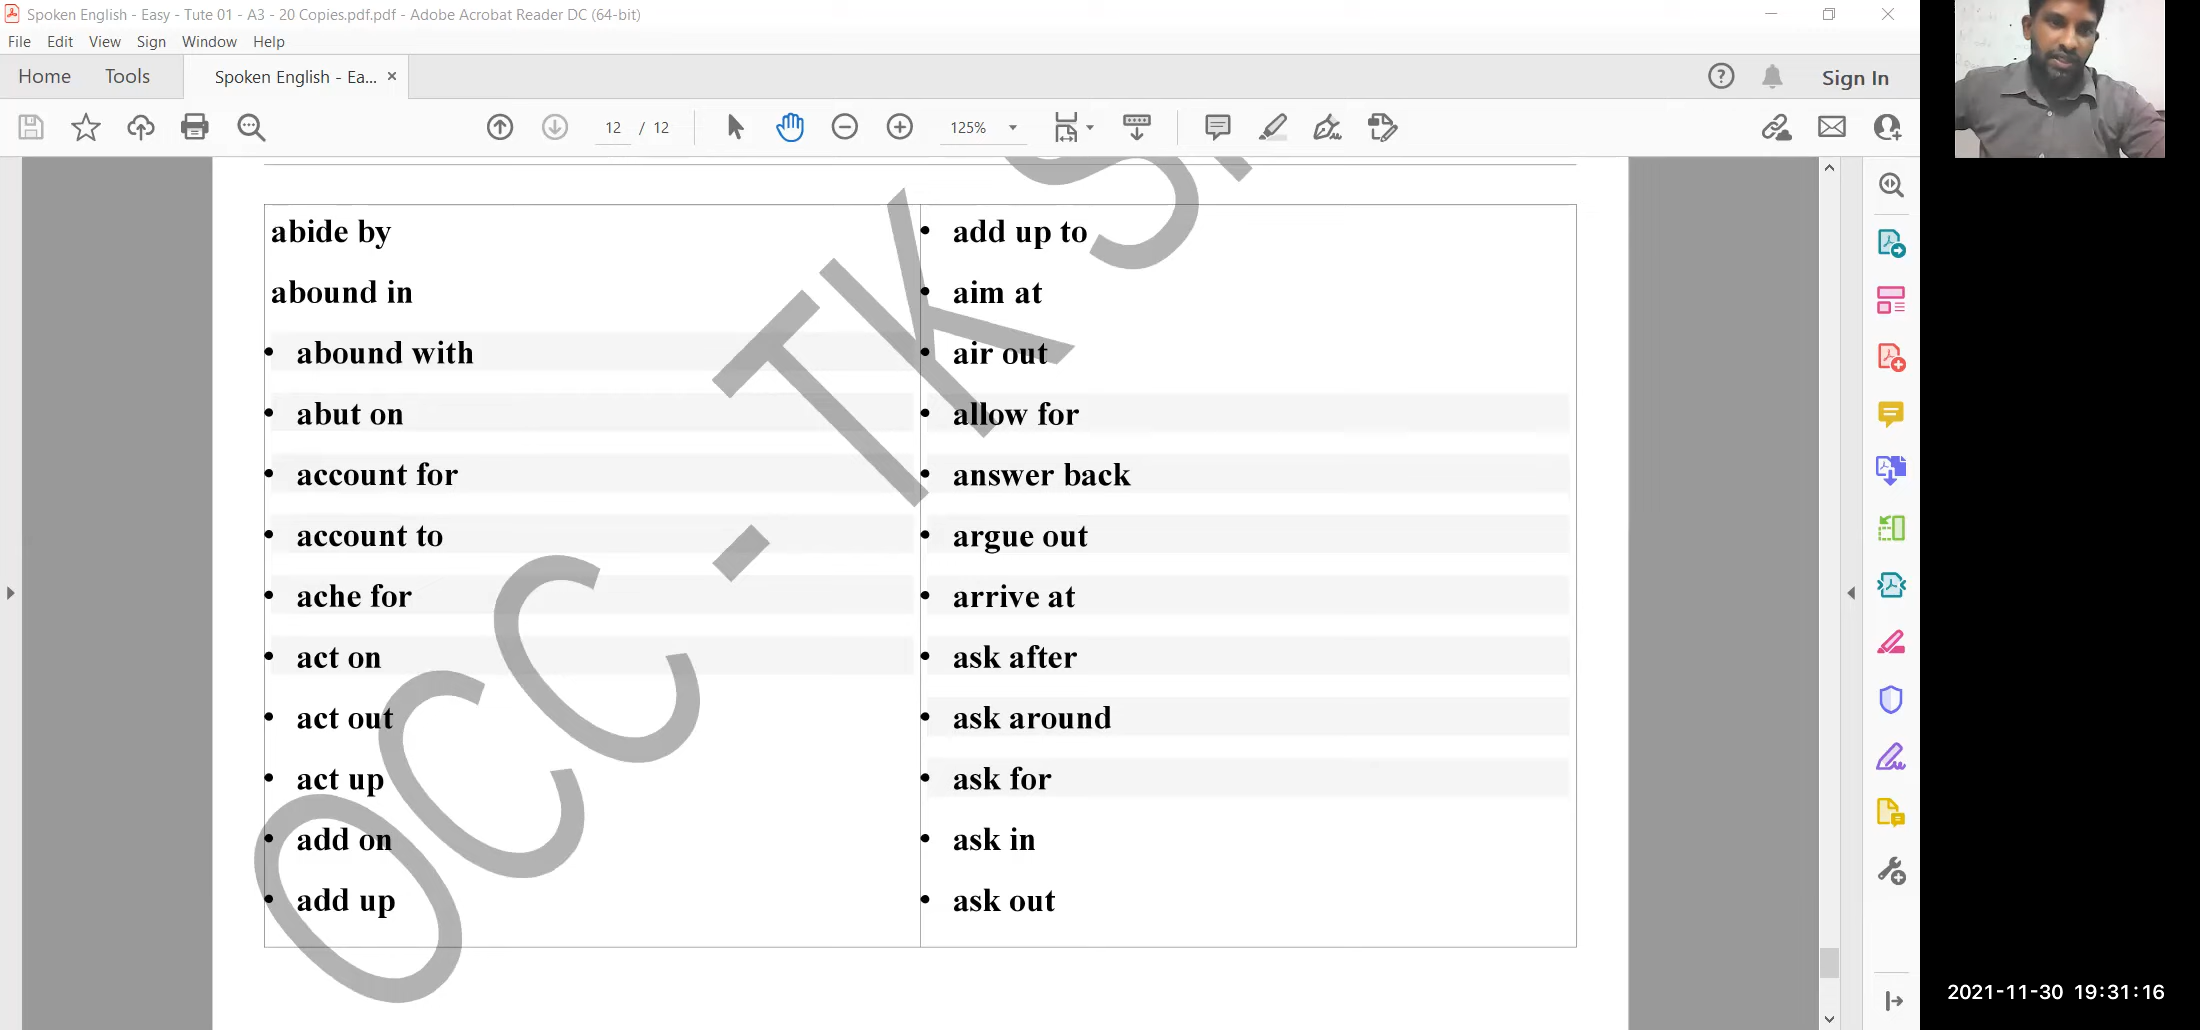 Spoken English - Easy - Tute 01 - A3 - 20 Copies.pdf.pdf - Adobe Acrobat Reader DC (64-bit)
File Edit View Sign Window Help
Home Tools Spoken English - Ea... Sign In
12 / 12 125%
abide by
abound in
• abound with
• abut on
• account for
• account to
• ache for
• act on
• act out
• act up
• add on
• add up
• add up to
• aim at
• air out
• allow for
• answer back
• argue out
• arrive at
• ask after
• ask around
• ask for
• ask in
• ask out
OCC - TK S
2021-11-30 19:31:16